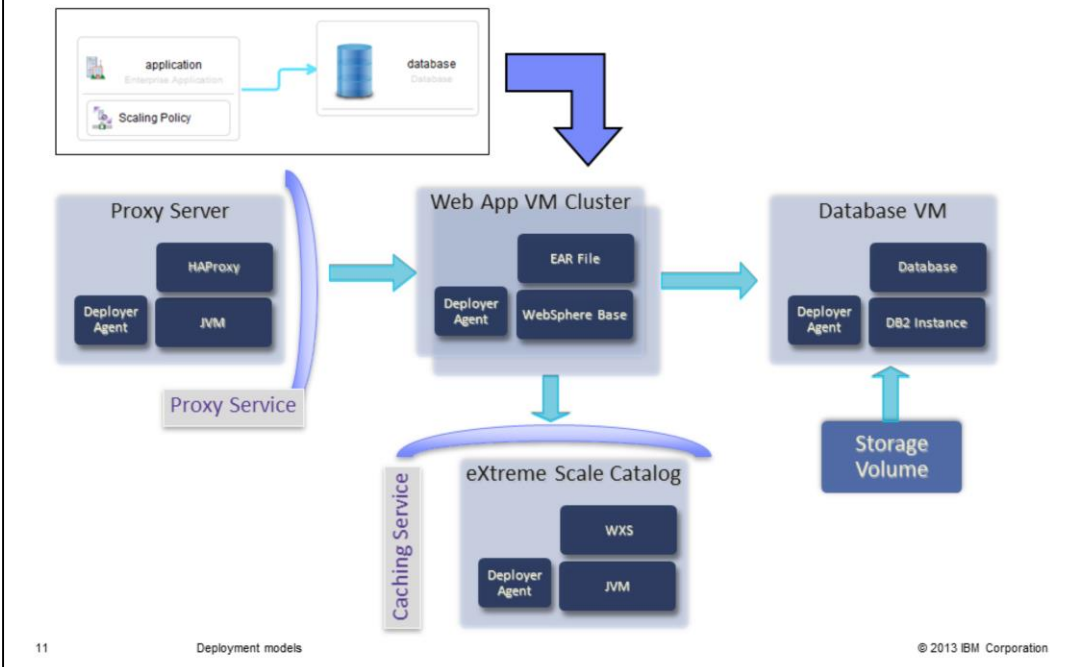 application
Enterprise Application
Scaling Policy
database
Database
Proxy Server
HAProxy
Deployer
Agent
JVM
Proxy Service
Web App VM Cluster
EAR File
Deployer
Agent
WebSphere Base
Database VM
Database
Deployer
Agent
DB2 Instance
Storage
Volume
Caching Service
eXtreme Scale Catalog
WXS
Deployer
Agent
JVM
11
Deployment models
© 2013 IBM Corporation